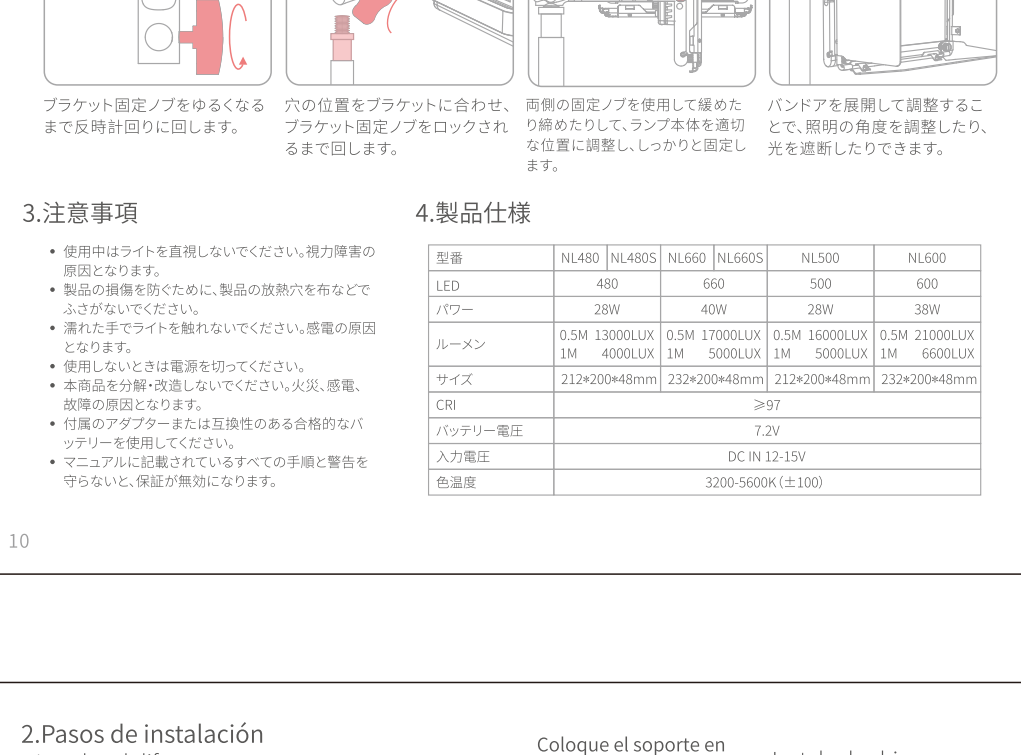 ブラケット固定ノブをゆるくなる
まで反時計回りに回します。
穴の位置をブラケットに合わせ、
ブラケット固定ノブをロックされ
るまで回します。
両側の固定ノブを使用して緩めた
り締めたりして、ランプ本体を適切
な位置に調整し、しっかりと固定し
ます。
バンドアを展開して調整するこ
とで、照明の角度を調整したり、
光を遮断したりできます。
3.注意事項
• 使用中はライトを直視しないでください。視力障害の
原因となります。
• 製品の損傷を防ぐために、製品の放熱穴を布などで
ふさがないでください。
• 濡れた手でライトを触れないでください。感電の原因
となります。
• 使用しないときは電源を切ってください。
• 本商品を分解・改造しないでください。火災、感電、
故障の原因となります。
• 付属のアダプターまたは互換性のある合格的なバ
ッテリーを使用してください。
• マニュアルに記載されているすべての手順と警告を
守らないと、保証が無効になります。
4.製品仕様
型番 NL480 NL480S NL660 NL660S NL500 NL600
LED 480 660 500 600
パワー 28W 40W 28W 38W
ルーメン 0.5M 13000LUX 0.5M 17000LUX 0.5M 16000LUX 0.5M 21000LUX
1M 4000LUX 1M 5000LUX 1M 5000LUX 1M 6600LUX
サイズ 212*200*48mm 232*200*48mm 212*200*48mm 232*200*48mm
CRI ⩾97
バッテリー電圧 7.2V
入力電圧 DC IN 12-15V
色温度 3200-5600K（±100）
10
2.Pasos de instalación
Coloque el soporte en